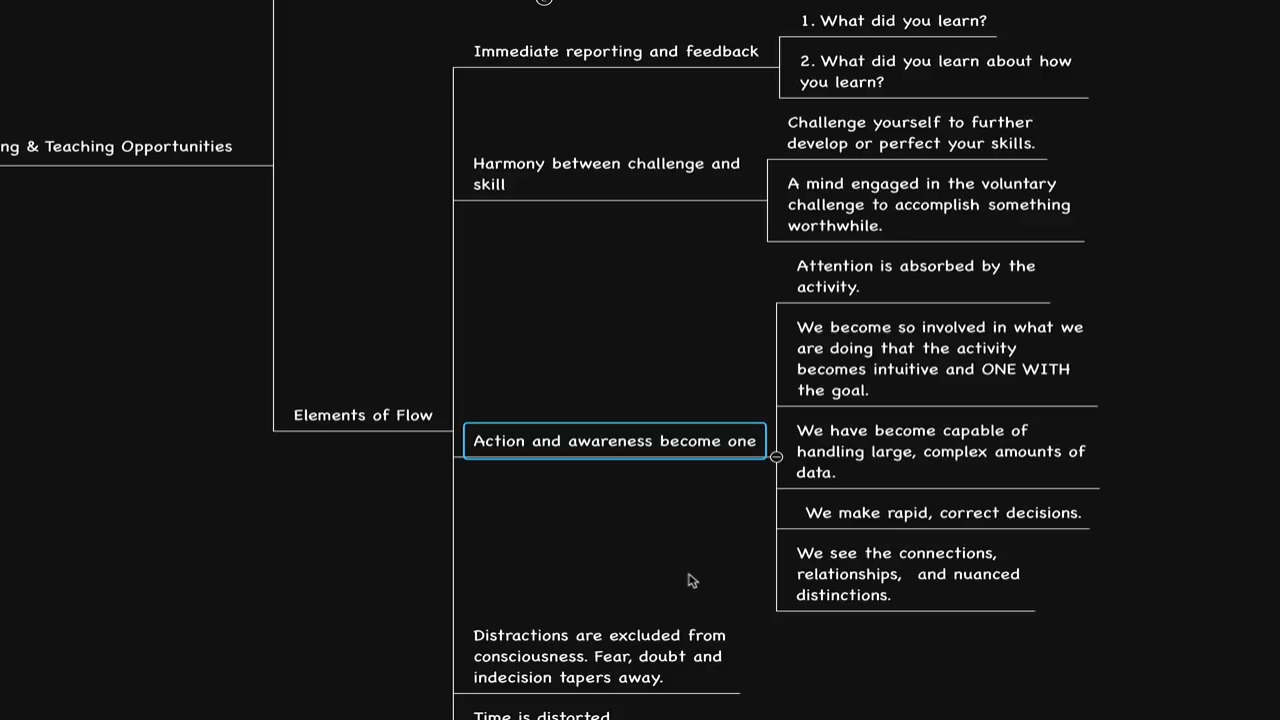 ng & Teaching Opportunities
Elements of Flow
Immediate reporting and feedback
1. What did you learn?
2. What did you learn about how
you learn?
Harmony between challenge and
skill
Challenge yourself to further
develop or perfect your skills.
A mind engaged in the voluntary
challenge to accomplish something
worthwhile.
Action and awareness become one
Attention is absorbed by the
activity.
We become so involved in what we
are doing that the activity
becomes intuitive and ONE WITH
the goal.
We have become capable of
handling large, complex amounts of
data.
We make rapid, correct decisions.
We see the connections,
relationships,  and nuanced
distinctions.
Distractions are excluded from
consciousness. Fear, doubt and
indecision tapers away.
Time is distorted